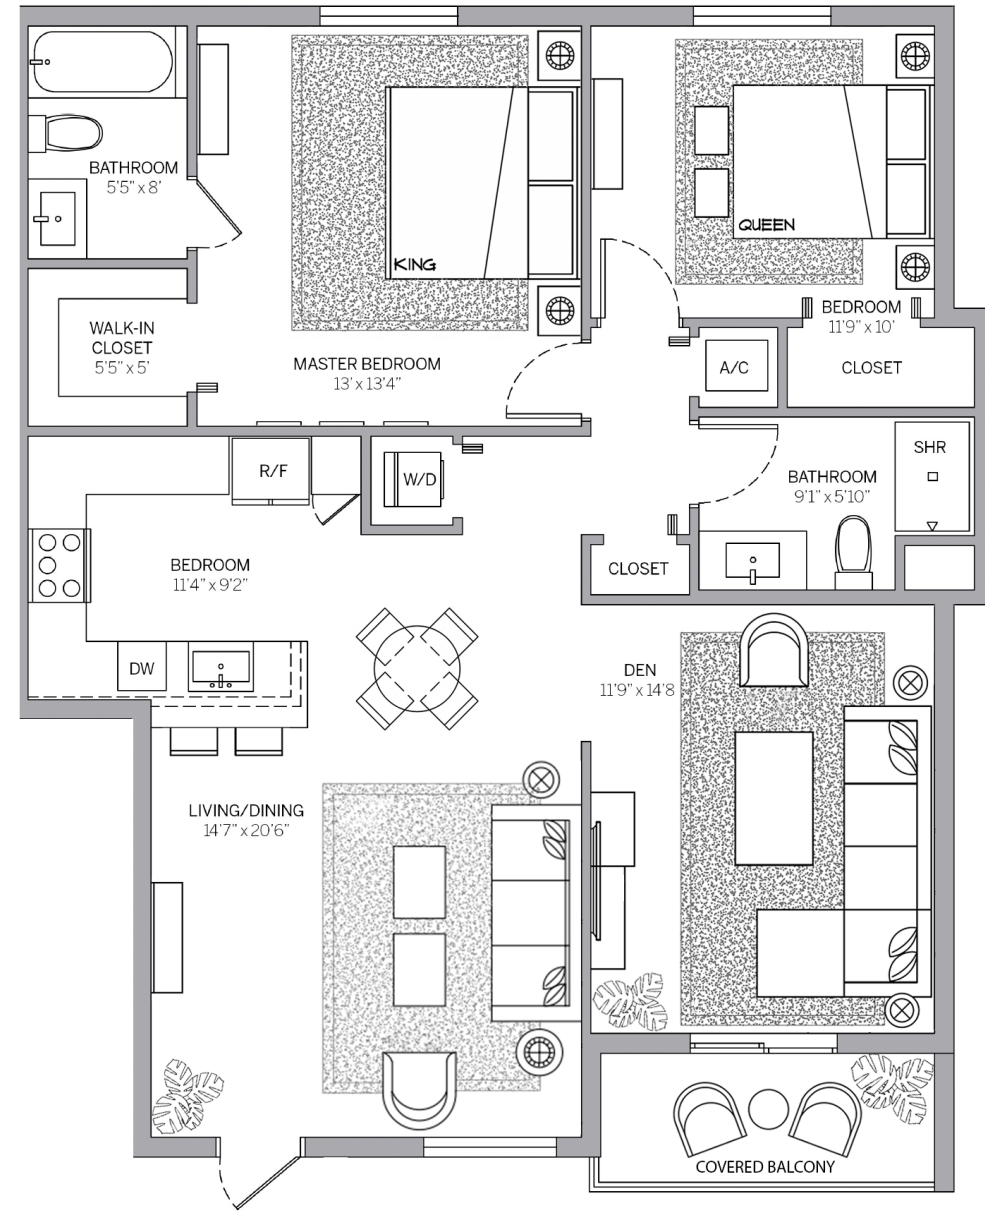 BATHROOM
5'5" x 8'
KING
QUEEN
WALK-IN
CLOSET
5'5" x 5'
MASTER BEDROOM
13' x 13'4"
BEDROOM
11'9" x 10'
A/C
CLOSET
R/F
W/D
BATHROOM
9'1" x 5'10"
SHR
BEDROOM
11'4" x 9'2"
CLOSET
DW
DEN
11'9" x 14'8
LIVING/DINING
14'7" x 20'6"
COVERED BALCONY